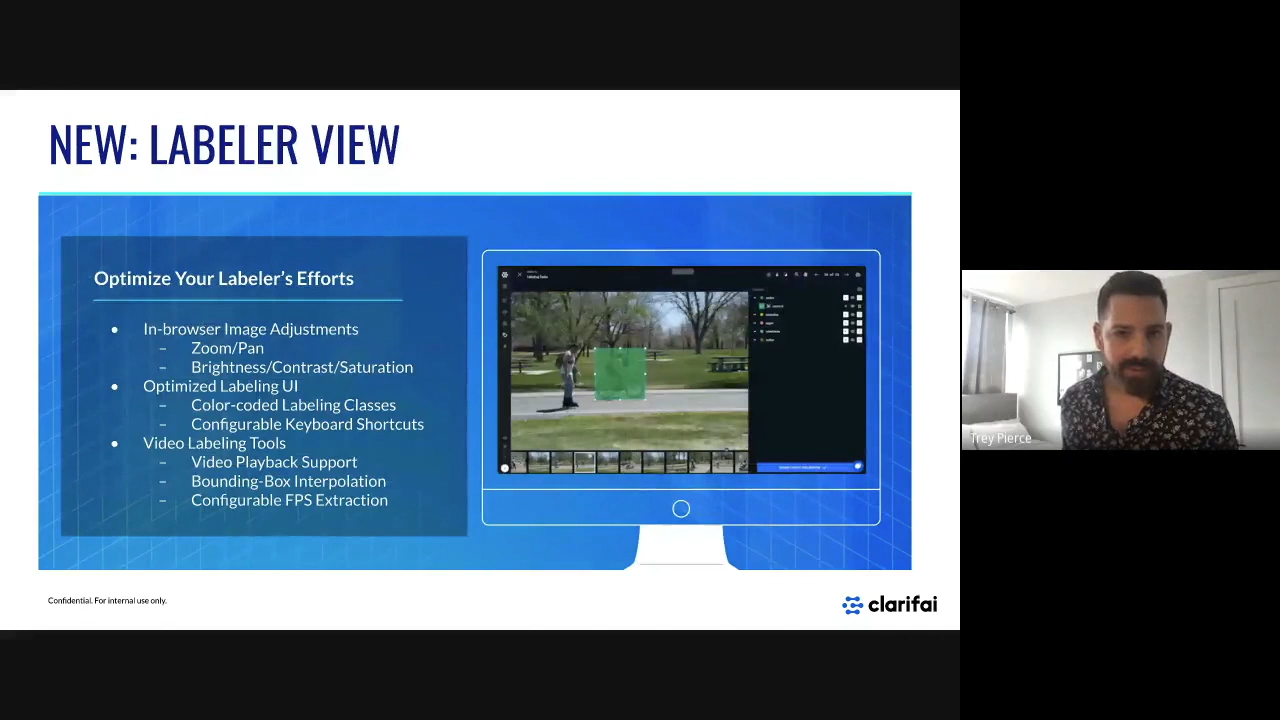 NEW: LABELER VIEW
Optimize Your Labeler's Efforts
● In-browser Image Adjustments
– Zoom/Pan
– Brightness/Contrast/Saturation
● Optimized Labeling UI
– Color-coded Labeling Classes
– Configurable Keyboard Shortcuts
● Video Labeling Tools
– Video Playback Support
– Bounding-Box Interpolation
– Configurable FPS Extraction
Confidential. For internal use only.
clarifai
Trey Pierce